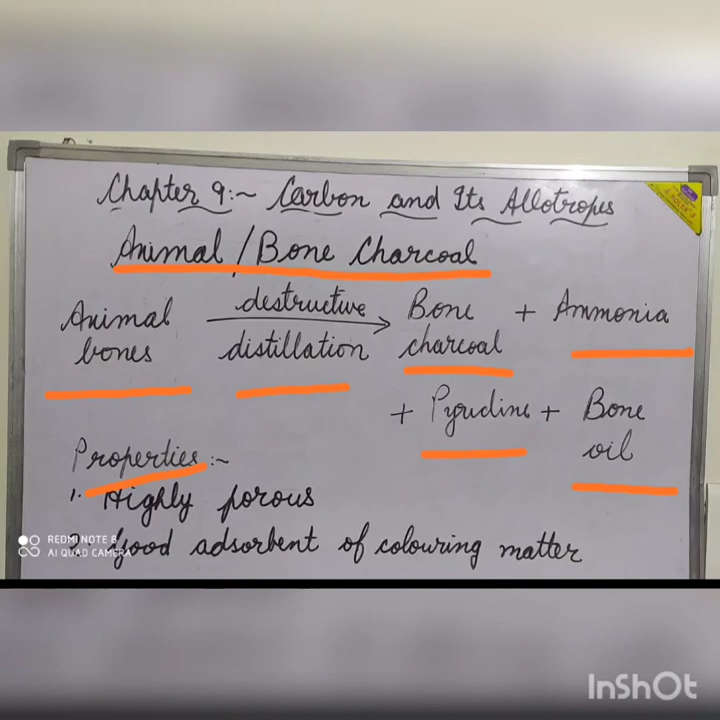 Chapter 9:~ Carbon and Its Allotropes
Animal/Bone Charcoal
Animal bones destructive distillation Bone charcoal + Ammonia
+ Pyridine + Bone oil
Properties:~
1. Highly porous
good adsorbent of colouring matter
REDMI NOTE 8
AI QUAD CAMERA
InShOt